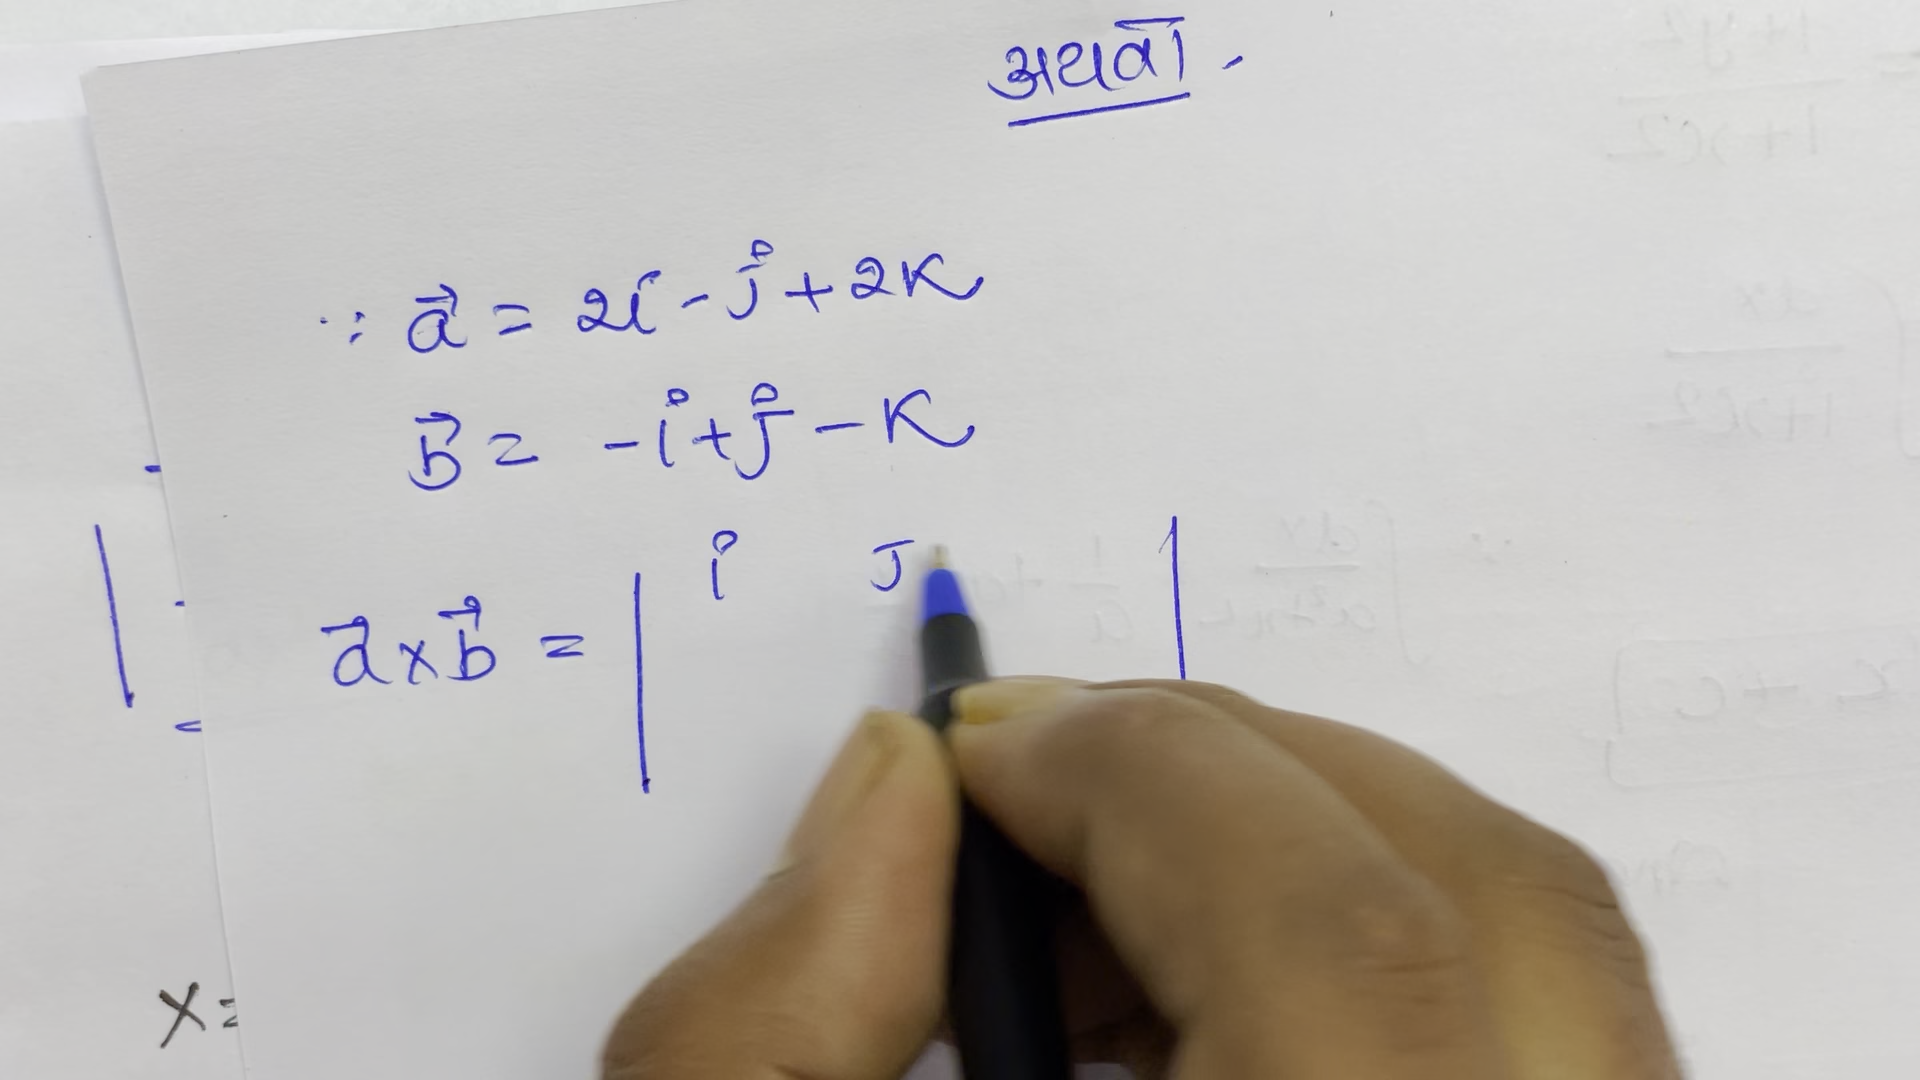 अथवा -
∵ a⃗ = 2i - j + 2K
b⃗ = -i + j - K
i J
a⃗ × b⃗ = | |
=
X =